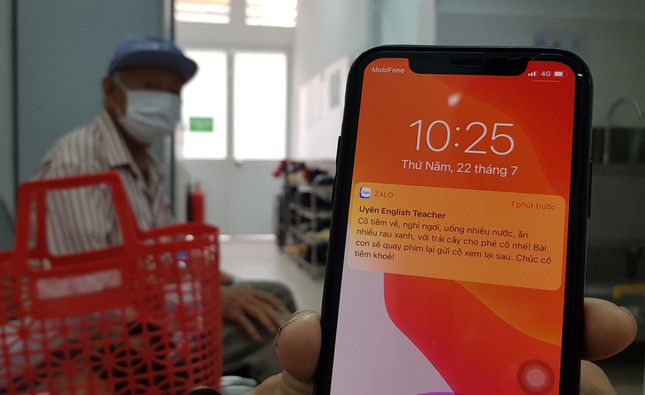 MobiFone
4G
10:25
Thứ Năm, 22 tháng 7
ZALO
1 phút trước
Uyên English Teacher
Cô tiêm về, nghỉ ngơi, uống nhiều nước, ăn
nhiều rau xanh, với trái cây cho phẻ cô nhé! Bài
con sẽ quay phim lại gửi cô xem lại sau. Chúc cô
tiêm khoẻ!